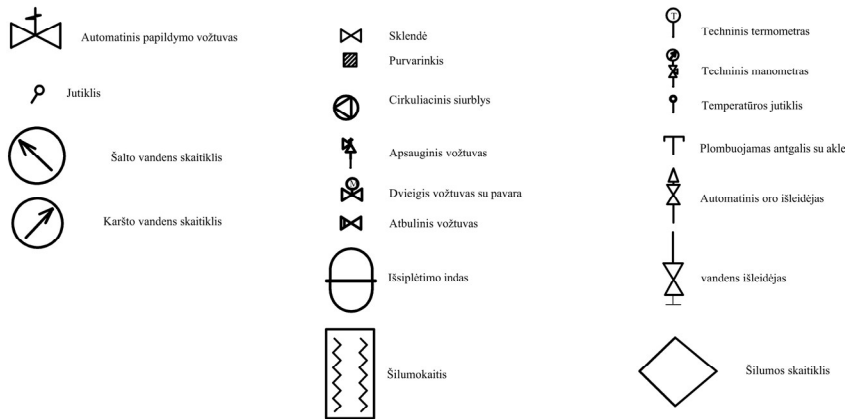 Automatinis papildymo vožtuvas
Jutiklis
Šalto vandens skaitiklis
Karšto vandens skaitiklis
Sklendė
Purvarinkis
Cirkuliacinis siurblys
Apsauginis vožtuvas
Dvieigis vožtuvas su pavara
Atbulinis vožtuvas
Išsiplėtimo indas
Šilumokaitis
T
Techninis termometras
Techninis manometras
Temperatūros jutiklis
Plombuojamas antgalis su akle
Automatinis oro išleidėjas
vandens išleidėjas
Šilumos skaitiklis